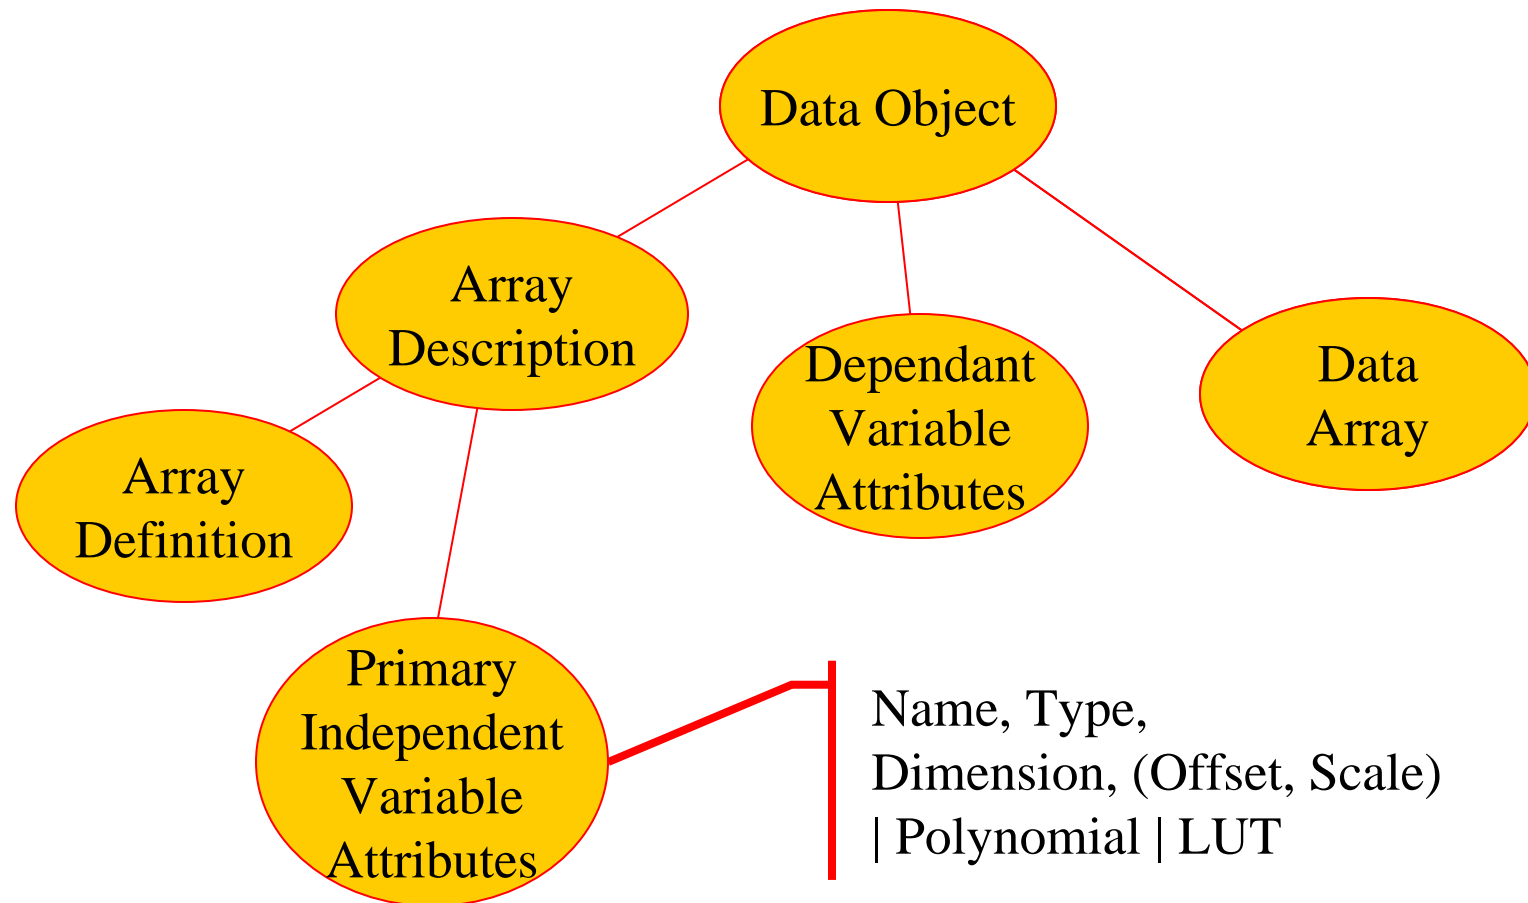 Data Object
Array
Description
Dependant
Variable
Attributes
Data
Array
Array
Definition
Primary
Independent
Variable
Attributes
Name, Type,
Dimension, (Offset, Scale)
| Polynomial | LUT